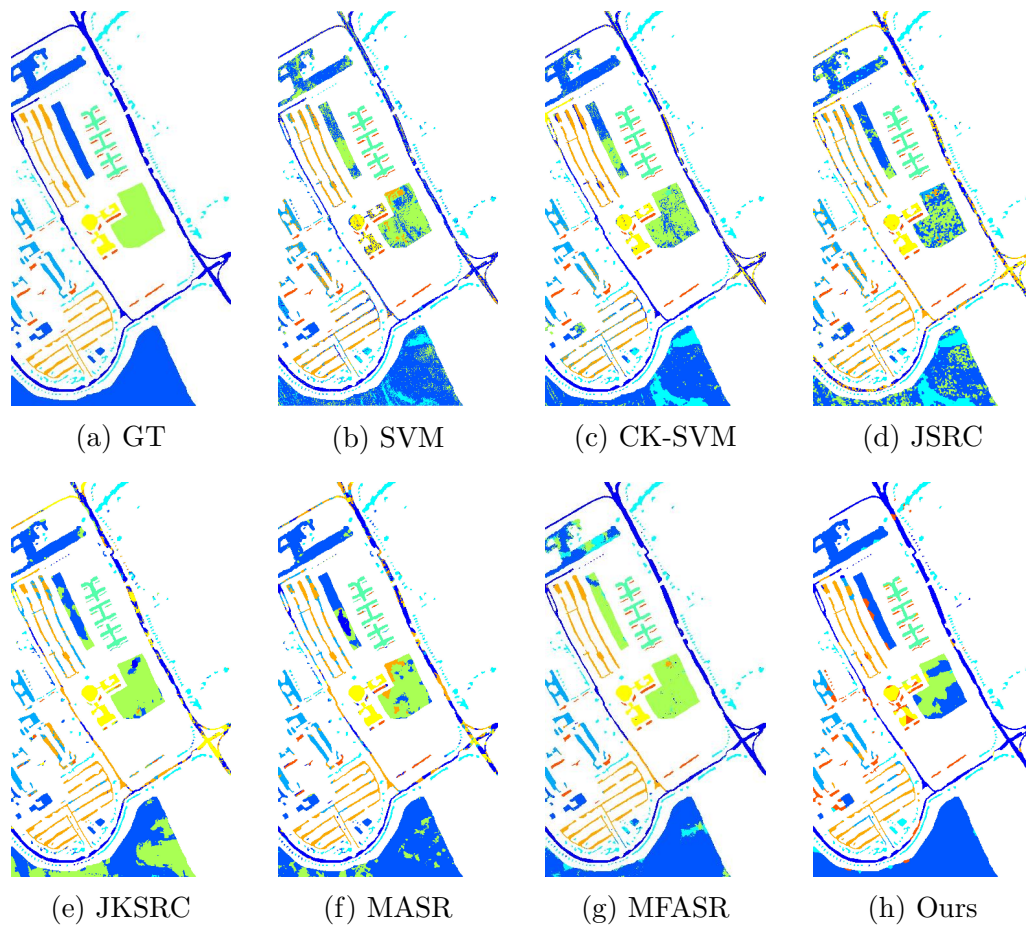 (a) GT
(b) SVM
(c) CK-SVM
(d) JSRC
(e) JKSRC
(f) MASR
(g) MFASR
(h) Ours